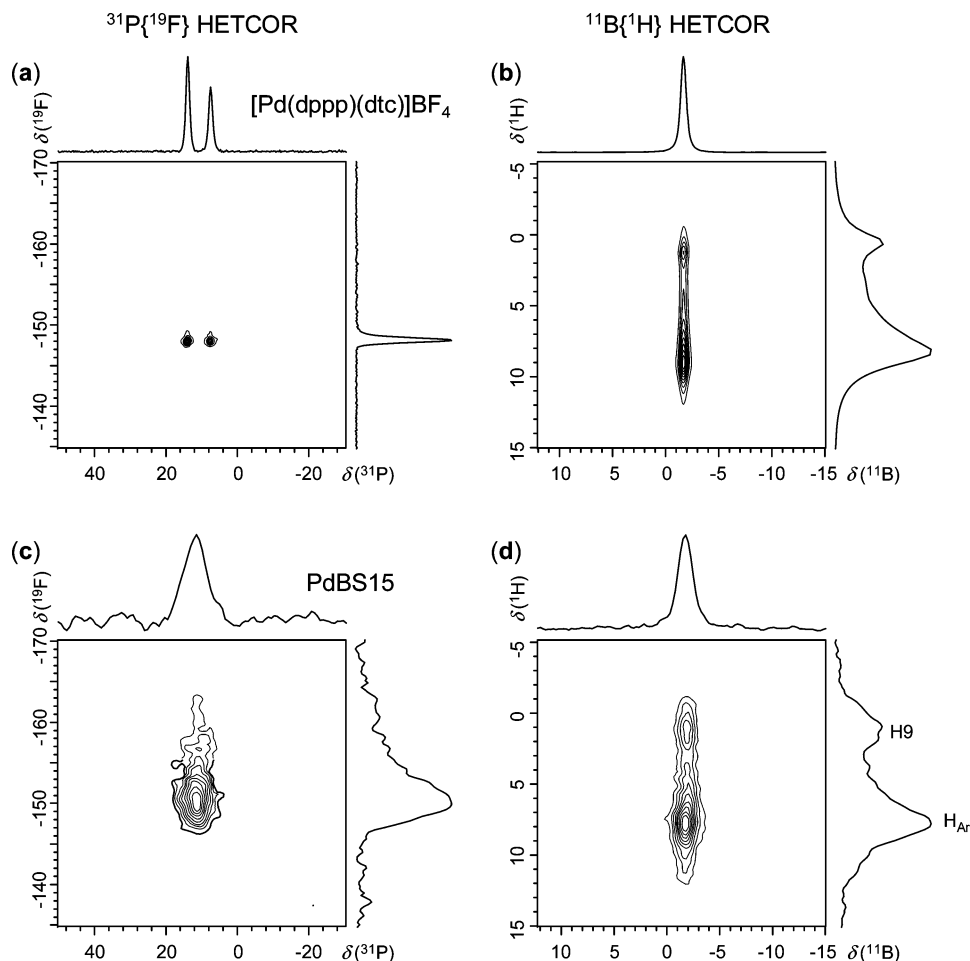 ³¹P{¹⁹F} HETCOR
¹¹B{¹H} HETCOR
(a)
[Pd(dppp)(dtc)]BF₄
δ(¹⁹F)
-170
-160
-150
-140
40 20 0 -20 δ(³¹P)
(b)
δ(¹H)
-5
0
5
10
15
10 5 0 -5 -10 -15 δ(¹¹B)
(c)
PdBS15
δ(¹⁹F)
-170
-160
-150
-140
40 20 0 -20 δ(³¹P)
(d)
δ(¹H)
-5
0
5
10
15
H9
H_Ar
10 5 0 -5 -10 -15 δ(¹¹B)